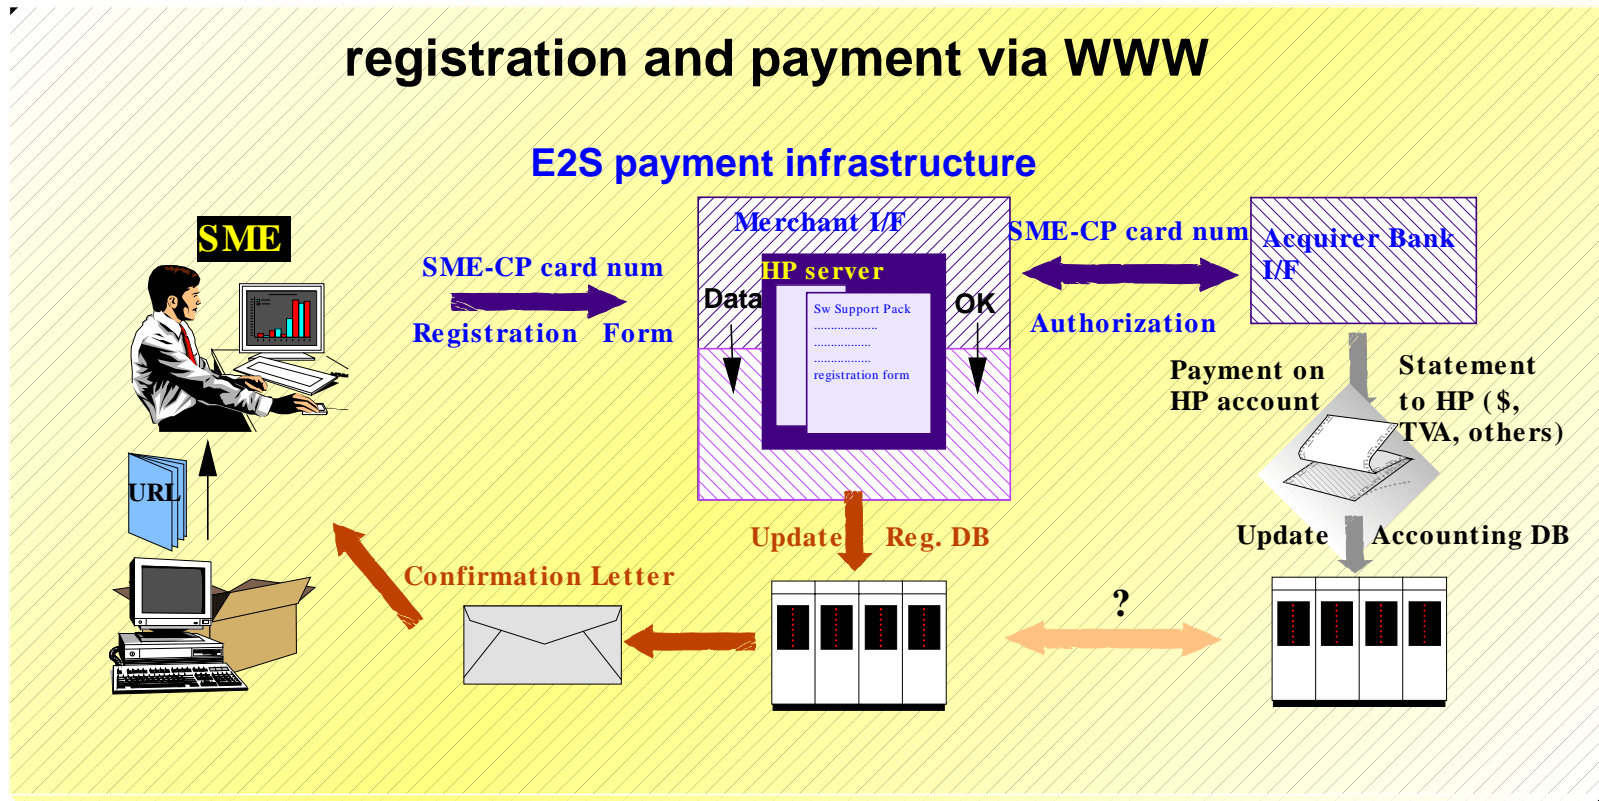 registration and payment via WWW
E2S payment infrastructure
SME
SME-CP card num
Registration Form
Merchant I/F
HP server
Data
OK
Sw Support Pack
...................
.................
.................
registration form
SME-CP card num
Authorization
Acquirer Bank
I/F
Payment on
HP account
Statement
to HP ($,
TVA, others)
URL
Update Reg. DB
Update Accounting DB
Confirmation Letter
?